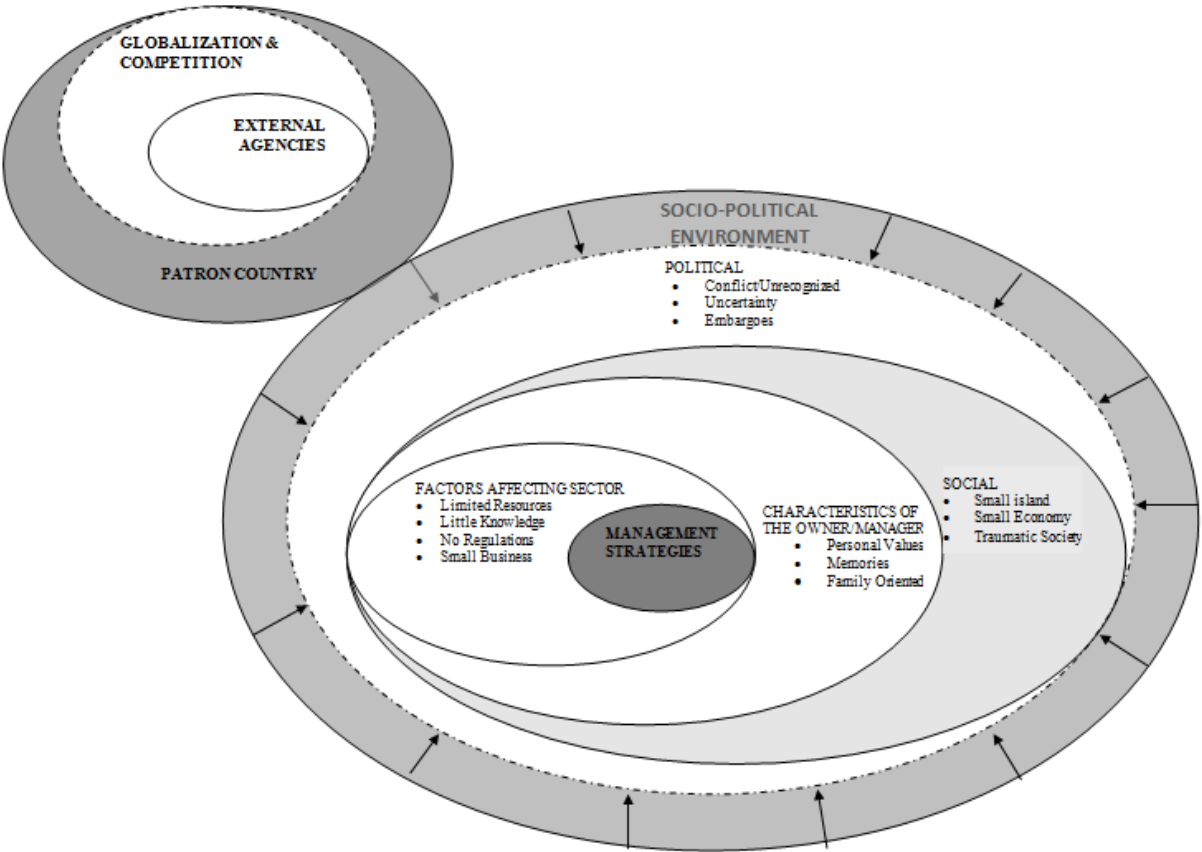 GLOBALIZATION &
COMPETITION
EXTERNAL
AGENCIES
PATRON COUNTRY
SOCIO-POLITICAL
ENVIRONMENT
POLITICAL
• Conflict/Unrecognized
• Uncertainty
• Embargoes
FACTORS AFFECTING SECTOR
• Limited Resources
• Little Knowledge
• No Regulations
• Small Business
MANAGEMENT
STRATEGIES
CHARACTERISTICS OF
THE OWNER/MANAGER
• Personal Values
• Memories
• Family Oriented
SOCIAL
• Small island
• Small Economy
• Traumatic Society